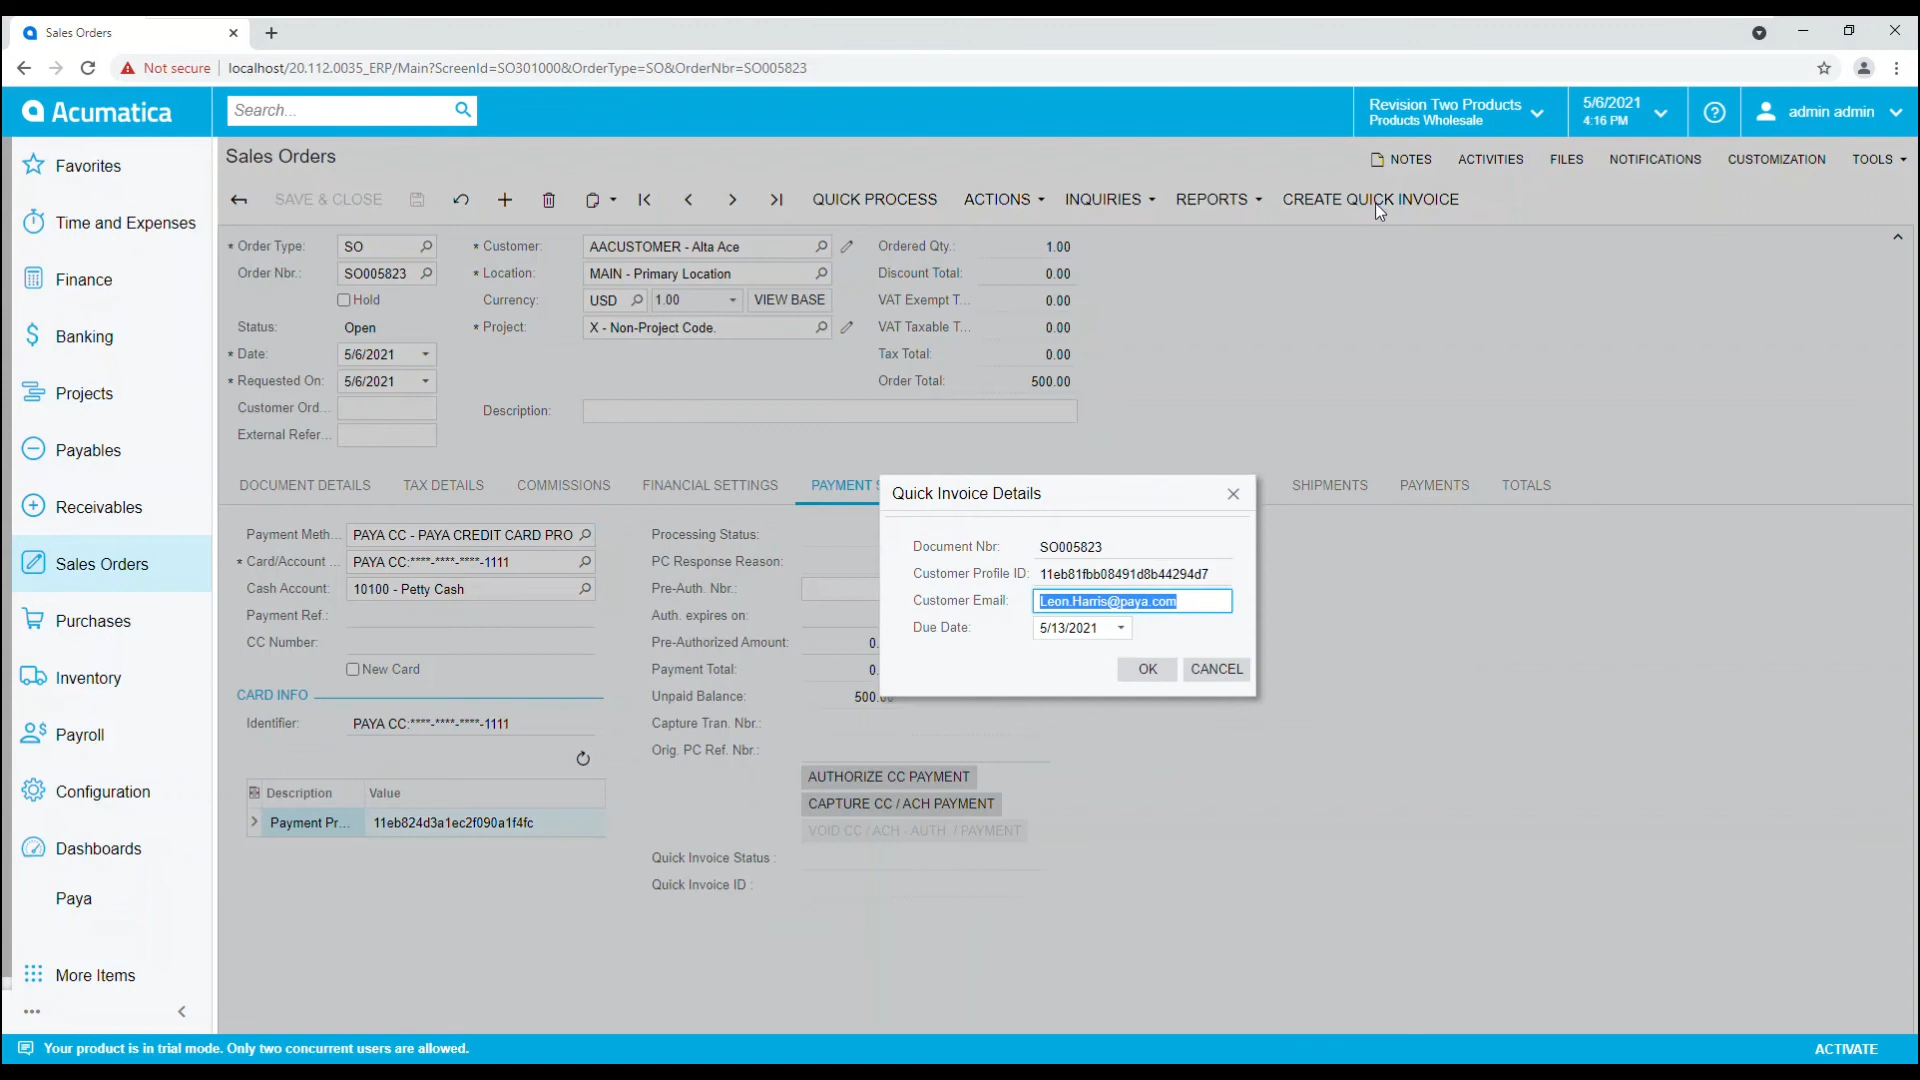 Sales Orders
Not secure localhost/20.112.0035_ERP/Main?ScreenId=SO301000&OrderType=SO&OrderNbr=SO005823
Acumatica
Search...
Revision Two Products
Products Wholesale
5/6/2021
4:16 PM
admin admin
Favorites
Time and Expenses
Finance
Banking
Projects
Payables
Receivables
Sales Orders
Purchases
Inventory
Payroll
Configuration
Dashboards
Paya
More Items
Sales Orders
NOTES ACTIVITIES FILES NOTIFICATIONS CUSTOMIZATION TOOLS
SAVE & CLOSE QUICK PROCESS ACTIONS INQUIRIES REPORTS CREATE QUICK INVOICE
* Order Type: SO
Order Nbr.: SO005823
Hold
Status: Open
* Date: 5/6/2021
* Requested On: 5/6/2021
Customer Ord...
External Refer...
* Customer: AACUSTOMER - Alta Ace
* Location: MAIN - Primary Location
Currency: USD 1.00 VIEW BASE
* Project: X - Non-Project Code.
Description:
Ordered Qty.: 1.00
Discount Total: 0.00
VAT Exempt T... 0.00
VAT Taxable T... 0.00
Tax Total: 0.00
Order Total: 500.00
DOCUMENT DETAILS TAX DETAILS COMMISSIONS FINANCIAL SETTINGS PAYMENT S SHIPMENTS PAYMENTS TOTALS
Payment Meth... PAYA CC - PAYA CREDIT CARD PRO
* Card/Account ... PAYA CC:****-****-****-1111
Cash Account: 10100 - Petty Cash
Payment Ref.:
CC Number:
New Card
CARD INFO
Identifier: PAYA CC:****-****-****-1111
Description Value
Payment Pr... 11eb824d3a1ec2f090a1f4fc
Processing Status:
PC Response Reason:
Pre-Auth. Nbr.:
Auth. expires on:
Pre-Authorized Amount: 0.
Payment Total: 0.
Unpaid Balance: 500.00
Capture Tran. Nbr.:
Orig. PC Ref. Nbr.:
AUTHORIZE CC PAYMENT
CAPTURE CC / ACH PAYMENT
VOID CC / ACH - AUTH / PAYMENT
Quick Invoice Status :
Quick Invoice ID :
Quick Invoice Details
Document Nbr: SO005823
Customer Profile ID: 11eb81fbb08491d8b44294d7
Customer Email: Leon.Harris@paya.com
Due Date: 5/13/2021
OK CANCEL
Your product is in trial mode. Only two concurrent users are allowed.
ACTIVATE